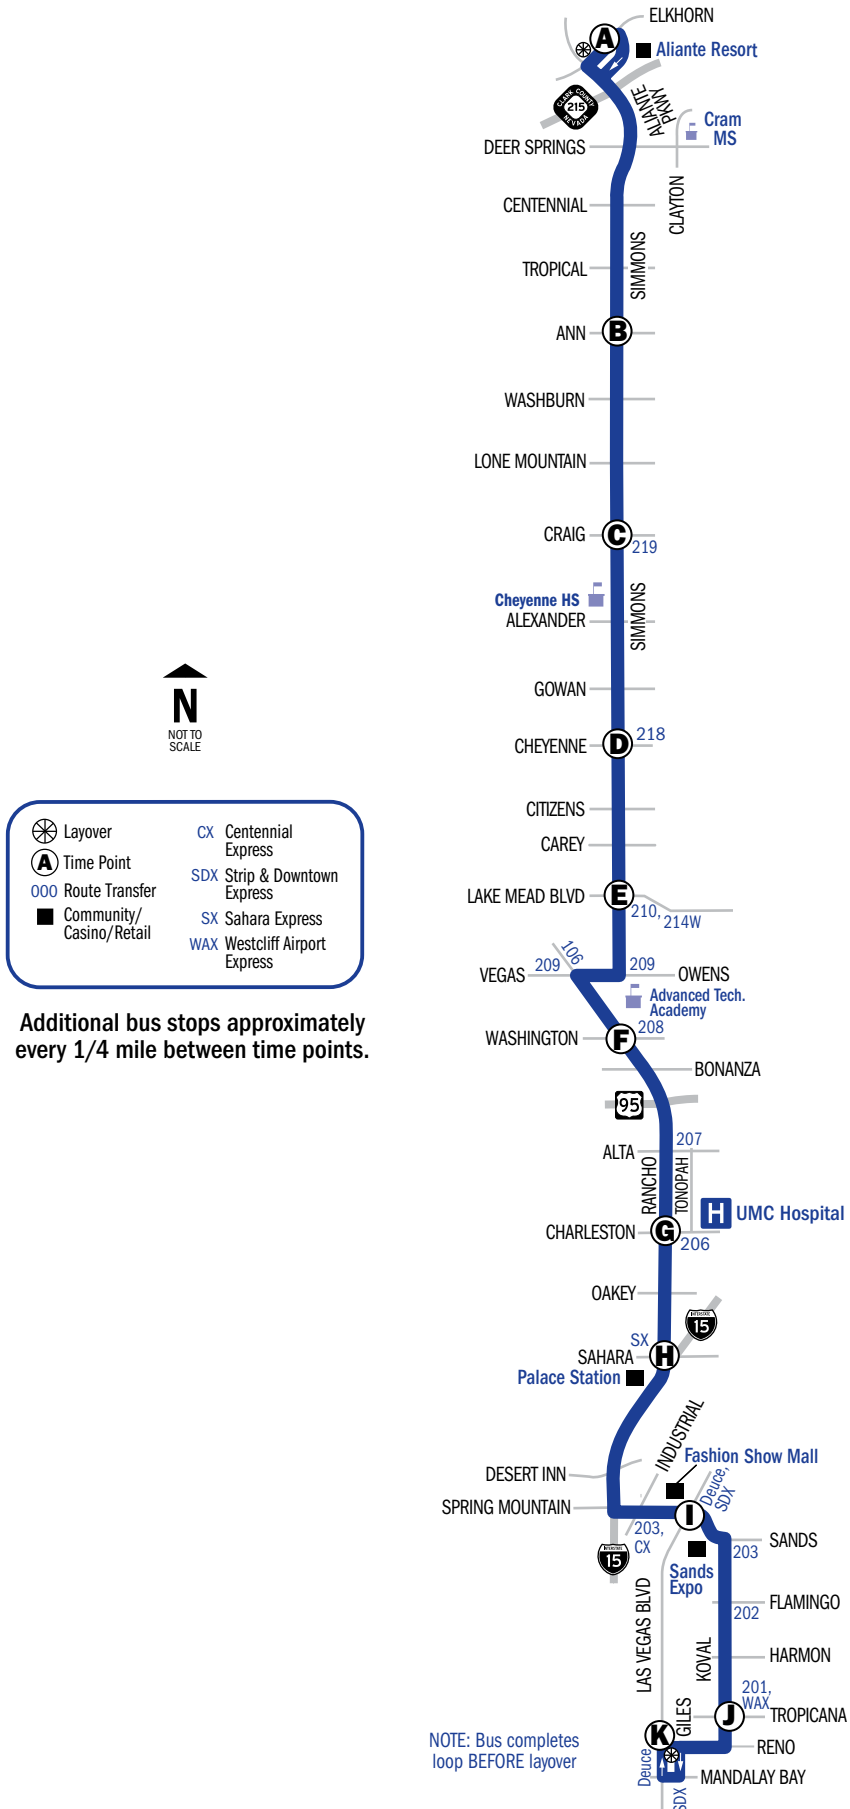 ELKHORN
A
Aliante Resort
CLARK COUNTY
215
NEVADA
ALIANTE
PKWY
Cram
MS
DEER SPRINGS
CLAYTON
CENTENNIAL
SIMMONS
TROPICAL
ANN
B
WASHBURN
LONE MOUNTAIN
CRAIG
C
219
Cheyenne HS
ALEXANDER
SIMMONS
GOWAN
CHEYENNE
D
218
N
NOT TO
SCALE
CITIZENS
CAREY
LAKE MEAD BLVD
E
210,
214W
Layover
A Time Point
000 Route Transfer
Community/
Casino/Retail
CX Centennial
Express
SDX Strip & Downtown
Express
SX Sahara Express
WAX Westcliff Airport
Express
Additional bus stops approximately
every 1/4 mile between time points.
106
VEGAS
209
209
OWENS
Advanced Tech.
Academy
WASHINGTON
F
208
BONANZA
95
ALTA
207
RANCHO
TONOPAH
H UMC Hospital
CHARLESTON
G
206
OAKEY
INTERSTATE
15
SX
SAHARA
H
Palace Station
INDUSTRIAL
Fashion Show Mall
DESERT INN
Deuce,
SDX
SPRING MOUNTAIN
I
203,
CX
INTERSTATE
15
SANDS
203
Sands
Expo
LAS VEGAS BLVD
FLAMINGO
202
KOVAL
HARMON
201,
WAX
GILES
J
TROPICANA
K
RENO
NOTE: Bus completes
loop BEFORE layover
Deuce
MANDALAY BAY
SDX